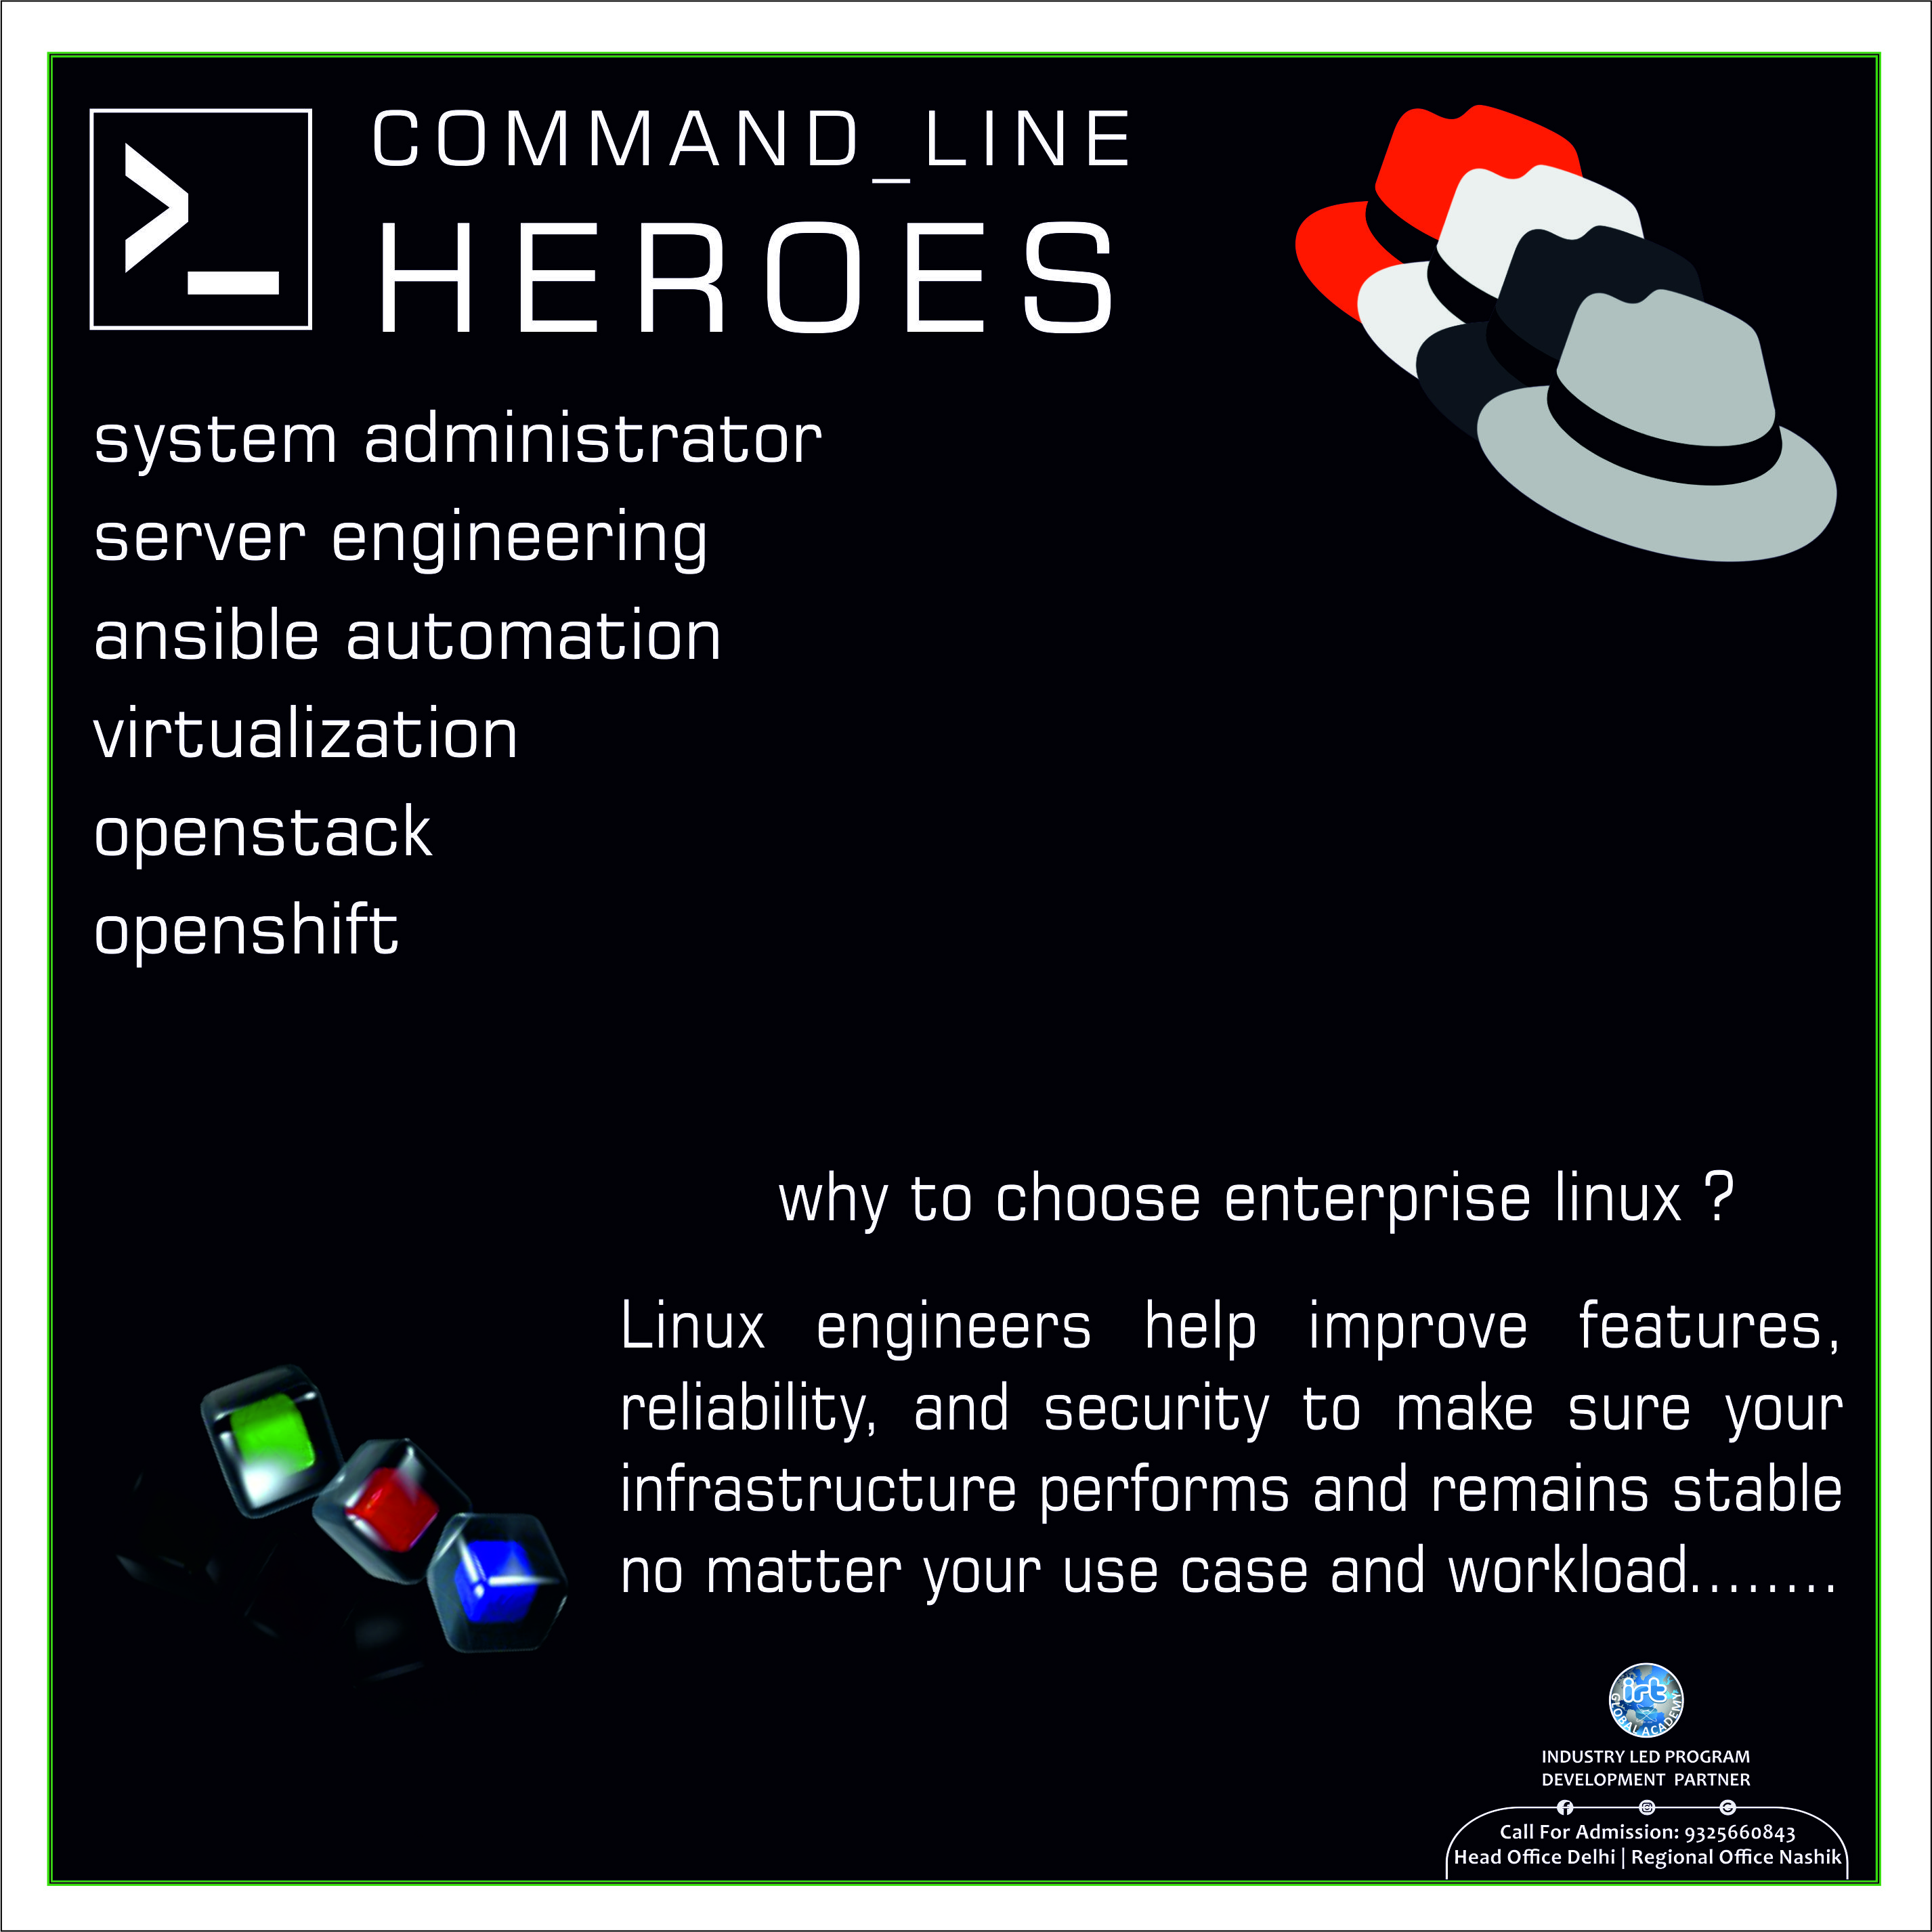 >_
COMMAND_LINE
HEROES
system administrator
server engineering
ansible automation
virtualization
openstack
openshift
why to choose enterprise linux ?
Linux engineers help improve features,
reliability, and security to make sure your
infrastructure performs and remains stable
no matter your use case and workload........
irt
GLOBAL ACADEMY
INDUSTRY LED PROGRAM
DEVELOPMENT PARTNER
Call For Admission: 9325660843
Head Office Delhi | Regional Office Nashik